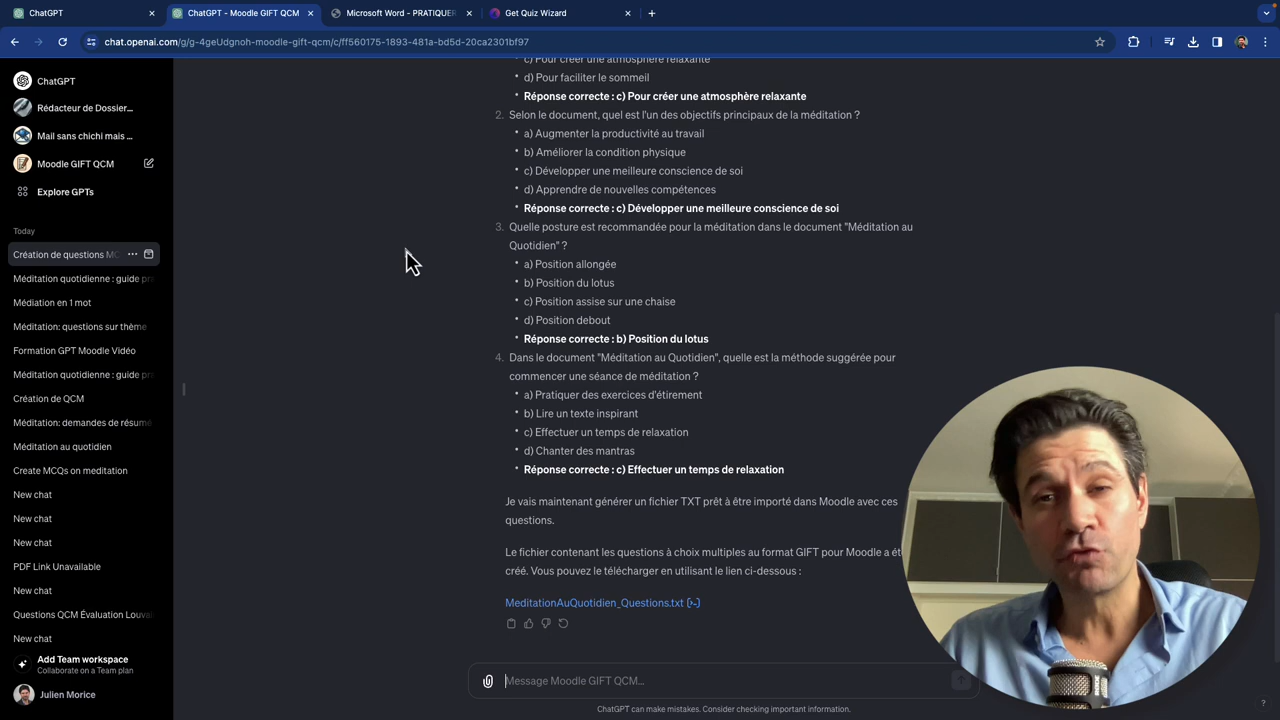 ChatGPT
ChatGPT - Moodle GIFT QCM
Microsoft Word - PRATIQUER
Get Quiz Wizard
chat.openai.com/g/g-4geUdgnoh-moodle-gift-qcm/c/ff560175-1893-481a-bd5d-20ca2301bf97
ChatGPT
Rédacteur de Dossier...
Mail sans chichi mais ...
Moodle GIFT QCM
Explore GPTs
Today
Création de questions MC
Méditation quotidienne : guide pra
Médiation en 1 mot
Méditation: questions sur thème
Formation GPT Moodle Vidéo
Méditation quotidienne : guide pra
Création de QCM
Méditation: demandes de résumé
Méditation au quotidien
Create MCQs on meditation
New chat
New chat
New chat
PDF Link Unavailable
New chat
Questions QCM Évaluation Louvai
New chat
Add Team workspace
Collaborate on a Team plan
Julien Morice
c) Pour créer une atmosphère relaxante
d) Pour faciliter le sommeil
Réponse correcte : c) Pour créer une atmosphère relaxante
2. Selon le document, quel est l'un des objectifs principaux de la méditation ?
a) Augmenter la productivité au travail
b) Améliorer la condition physique
c) Développer une meilleure conscience de soi
d) Apprendre de nouvelles compétences
Réponse correcte : c) Développer une meilleure conscience de soi
3. Quelle posture est recommandée pour la méditation dans le document "Méditation au
Quotidien" ?
a) Position allongée
b) Position du lotus
c) Position assise sur une chaise
d) Position debout
Réponse correcte : b) Position du lotus
4. Dans le document "Méditation au Quotidien", quelle est la méthode suggérée pour
commencer une séance de méditation ?
a) Pratiquer des exercices d'étirement
b) Lire un texte inspirant
c) Effectuer un temps de relaxation
d) Chanter des mantras
Réponse correcte : c) Effectuer un temps de relaxation
Je vais maintenant générer un fichier TXT prêt à être importé dans Moodle avec ces
questions.
Le fichier contenant les questions à choix multiples au format GIFT pour Moodle a ét
créé. Vous pouvez le télécharger en utilisant le lien ci-dessous :
MeditationAuQuotidien_Questions.txt [>-]
Message Moodle GIFT QCM...
ChatGPT can make mistakes. Consider checking important information.
?